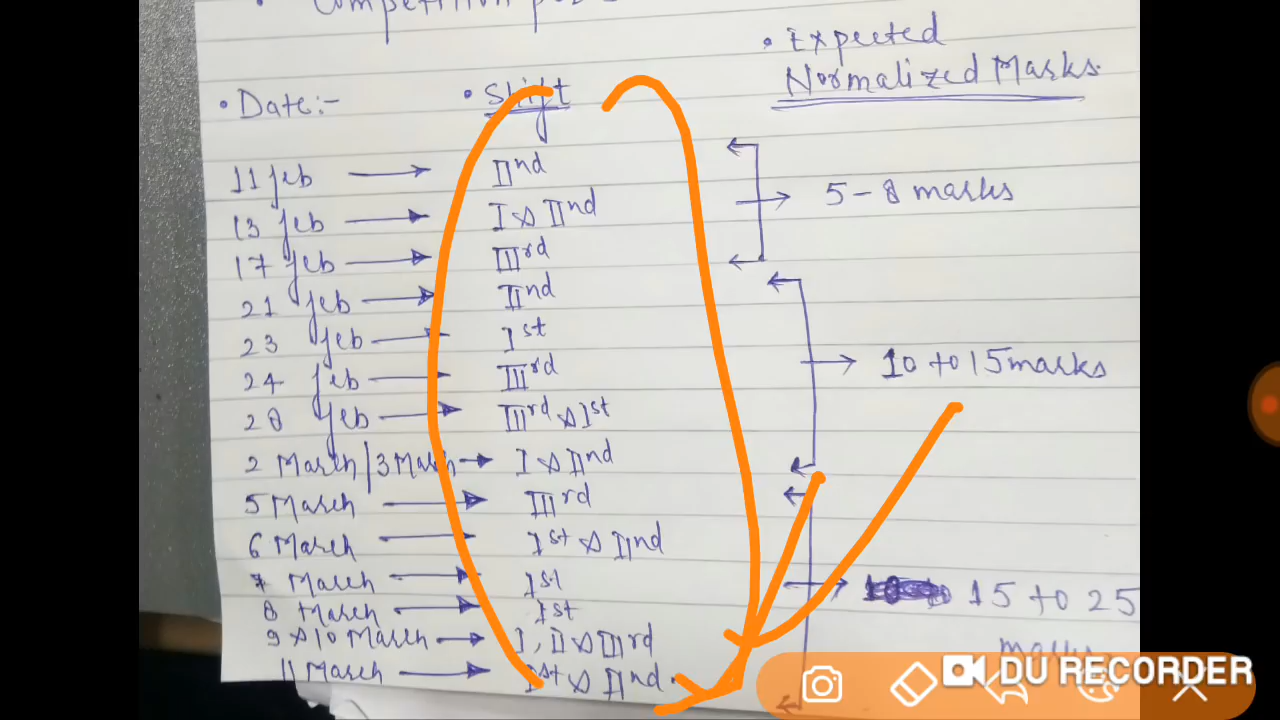 • Competition
• Expected
Normalized Marks.
• Date:-
• Shift
11 feb → IInd
5-8 marks
13 feb → I & IInd
17 feb → IIIrd
21 feb → IInd
23 feb → Ist
10 to 15 marks
24 feb → IIIrd
28 feb → IIIrd & Ist
2 March/3 March → I & IInd
5 March → IIIrd
6 March → Ist & IInd
7 March → Ist
15 to 25
marks
8 March → Ist
9 & 10 March → I, II & IIIrd
11 March → Ist & IInd.
DU RECORDER